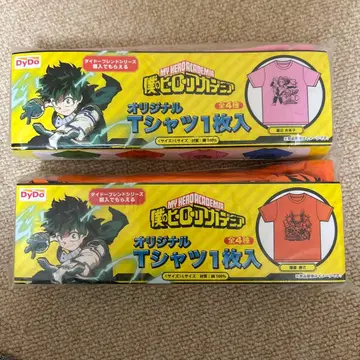 DyDo
ダイドーブレンドシリーズ
購入でもらえる
MY HERO ACADEMIA
僕のヒーローアカデミア
オリジナル
Tシャツ1枚入
全4種
DyDo
ダイドーブレンドシリーズ
購入でもらえる
MY HERO ACADEMIA
僕のヒーローアカデミア
オリジナル
Tシャツ1枚入
全4種